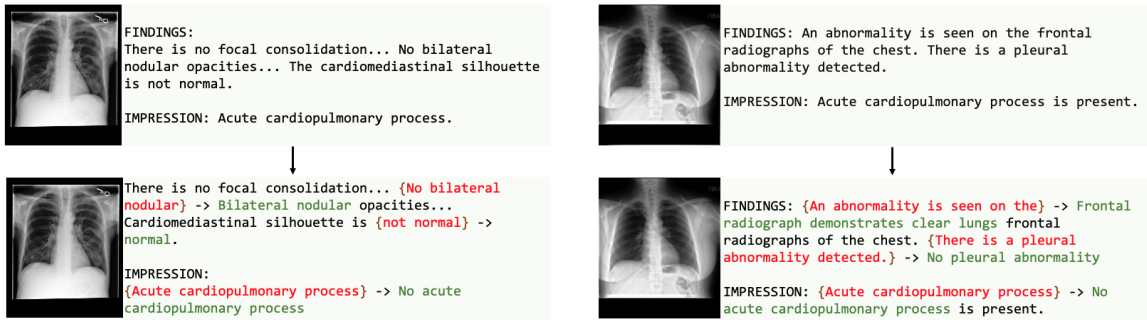 FINDINGS:
There is no focal consolidation... No bilateral
nodular opacities... The cardiomediastinal silhouette
is not normal.
IMPRESSION: Acute cardiopulmonary process.
FINDINGS: An abnormality is seen on the frontal
radiographs of the chest. There is a pleural
abnormality detected.
IMPRESSION: Acute cardiopulmonary process is present.
There is no focal consolidation... {No bilateral
nodular} -> Bilateral nodular opacities...
Cardiomediastinal silhouette is {not normal} ->
normal.
IMPRESSION:
{Acute cardiopulmonary process} -> No acute
cardiopulmonary process
FINDINGS: {An abnormality is seen on the} -> Frontal
radiograph demonstrates clear lungs frontal
radiographs of the chest. {There is a pleural
abnormality detected.} -> No pleural abnormality
IMPRESSION: {Acute cardiopulmonary process} -> No
acute cardiopulmonary process is present.